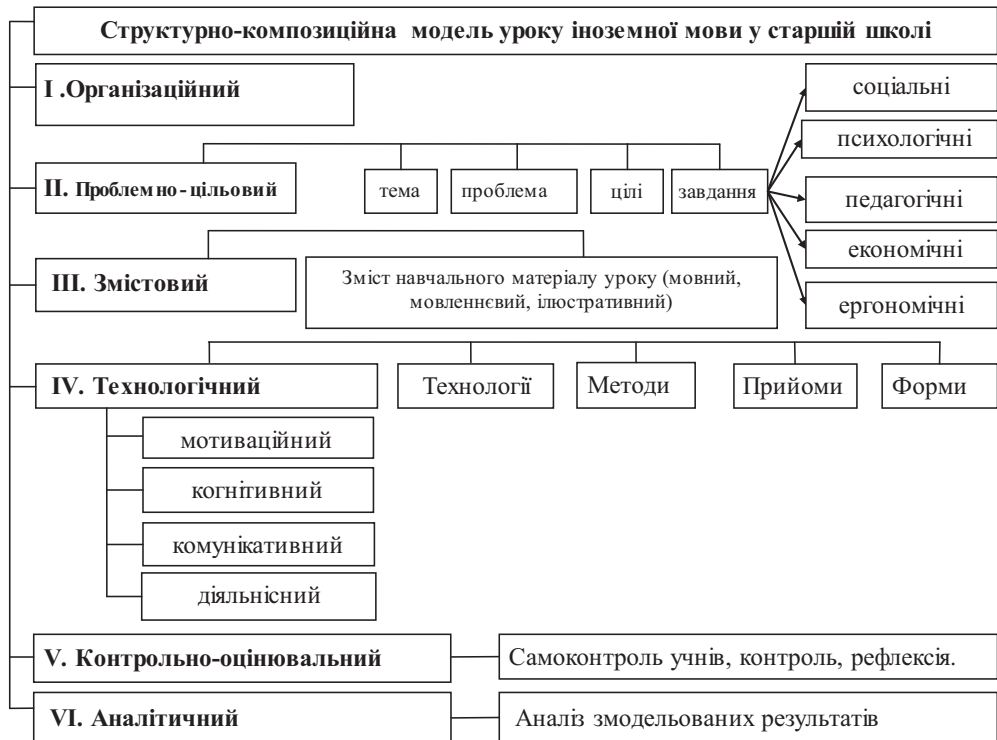 Структурно-композиційна модель уроку іноземної мови у старшій школі
I .Організаційний
соціальні
психологічні
II. Проблемно-цільовий
тема
проблема
цілі
завдання
педагогічні
економічні
ергономічні
III. Змістовий
Зміст навчального матеріалу уроку (мовний,
мовленнєвий, ілюстративний)
IV. Технологічний
Технології
Методи
Прийоми
Форми
мотиваційний
когнітивний
комунікативний
діяльнісний
V. Контрольно-оцінювальний
Самоконтроль учнів, контроль, рефлексія.
VI. Аналітичний
Аналіз змодельованих результатів